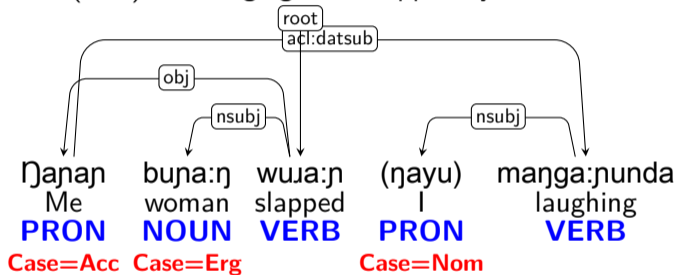 root
acl:datsub
obj
nsubj nsubj
Ŋaɲaɲ buɲa:ŋ wuɹa:ɲ (ŋayu) maŋga:ɲunda
Me woman slapped I laughing
PRON NOUN VERB PRON VERB
Case=Acc Case=Erg Case=Nom